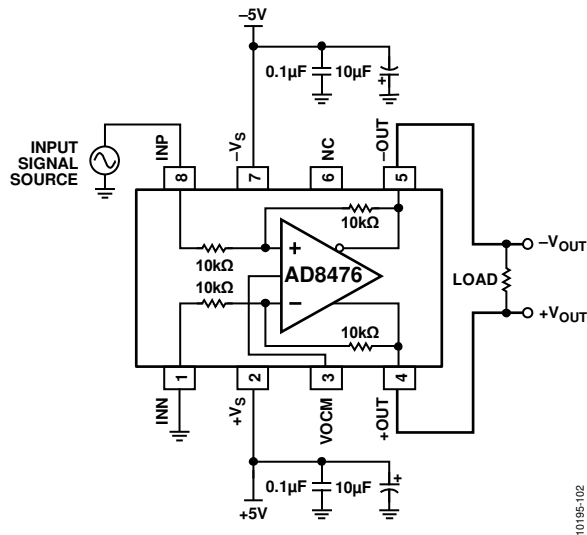 –5V
0.1µF
10µF
+
INPUT
SIGNAL
SOURCE
INP
–VS
NC
–OUT
8
7
6
5
10kΩ
10kΩ
10kΩ
+
AD8476
–
10kΩ
–VOUT
LOAD
+VOUT
1
2
3
4
INN
+VS
VOCM
+OUT
0.1µF
10µF
+
+5V
10195-102